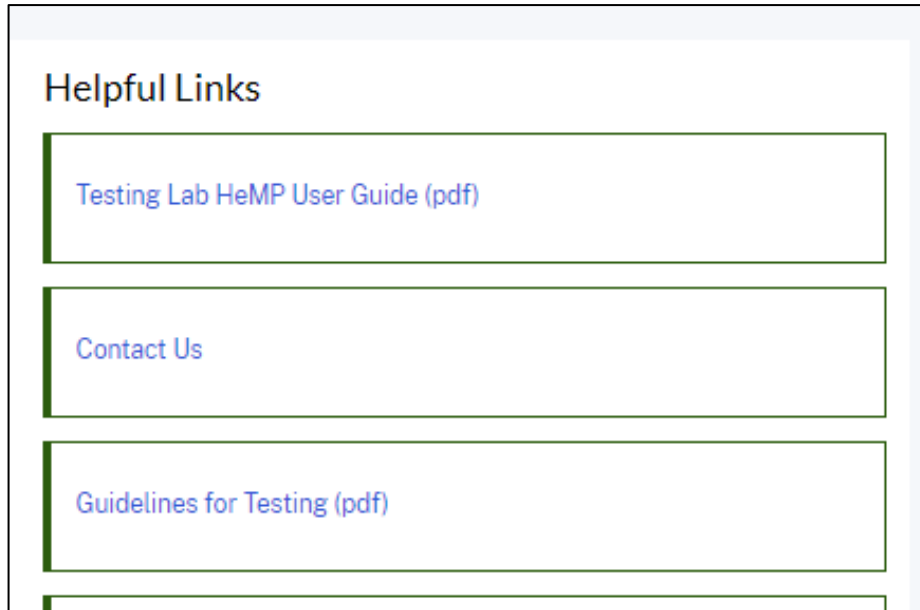 Helpful Links
Testing Lab HeMP User Guide (pdf)
Contact Us
Guidelines for Testing (pdf)